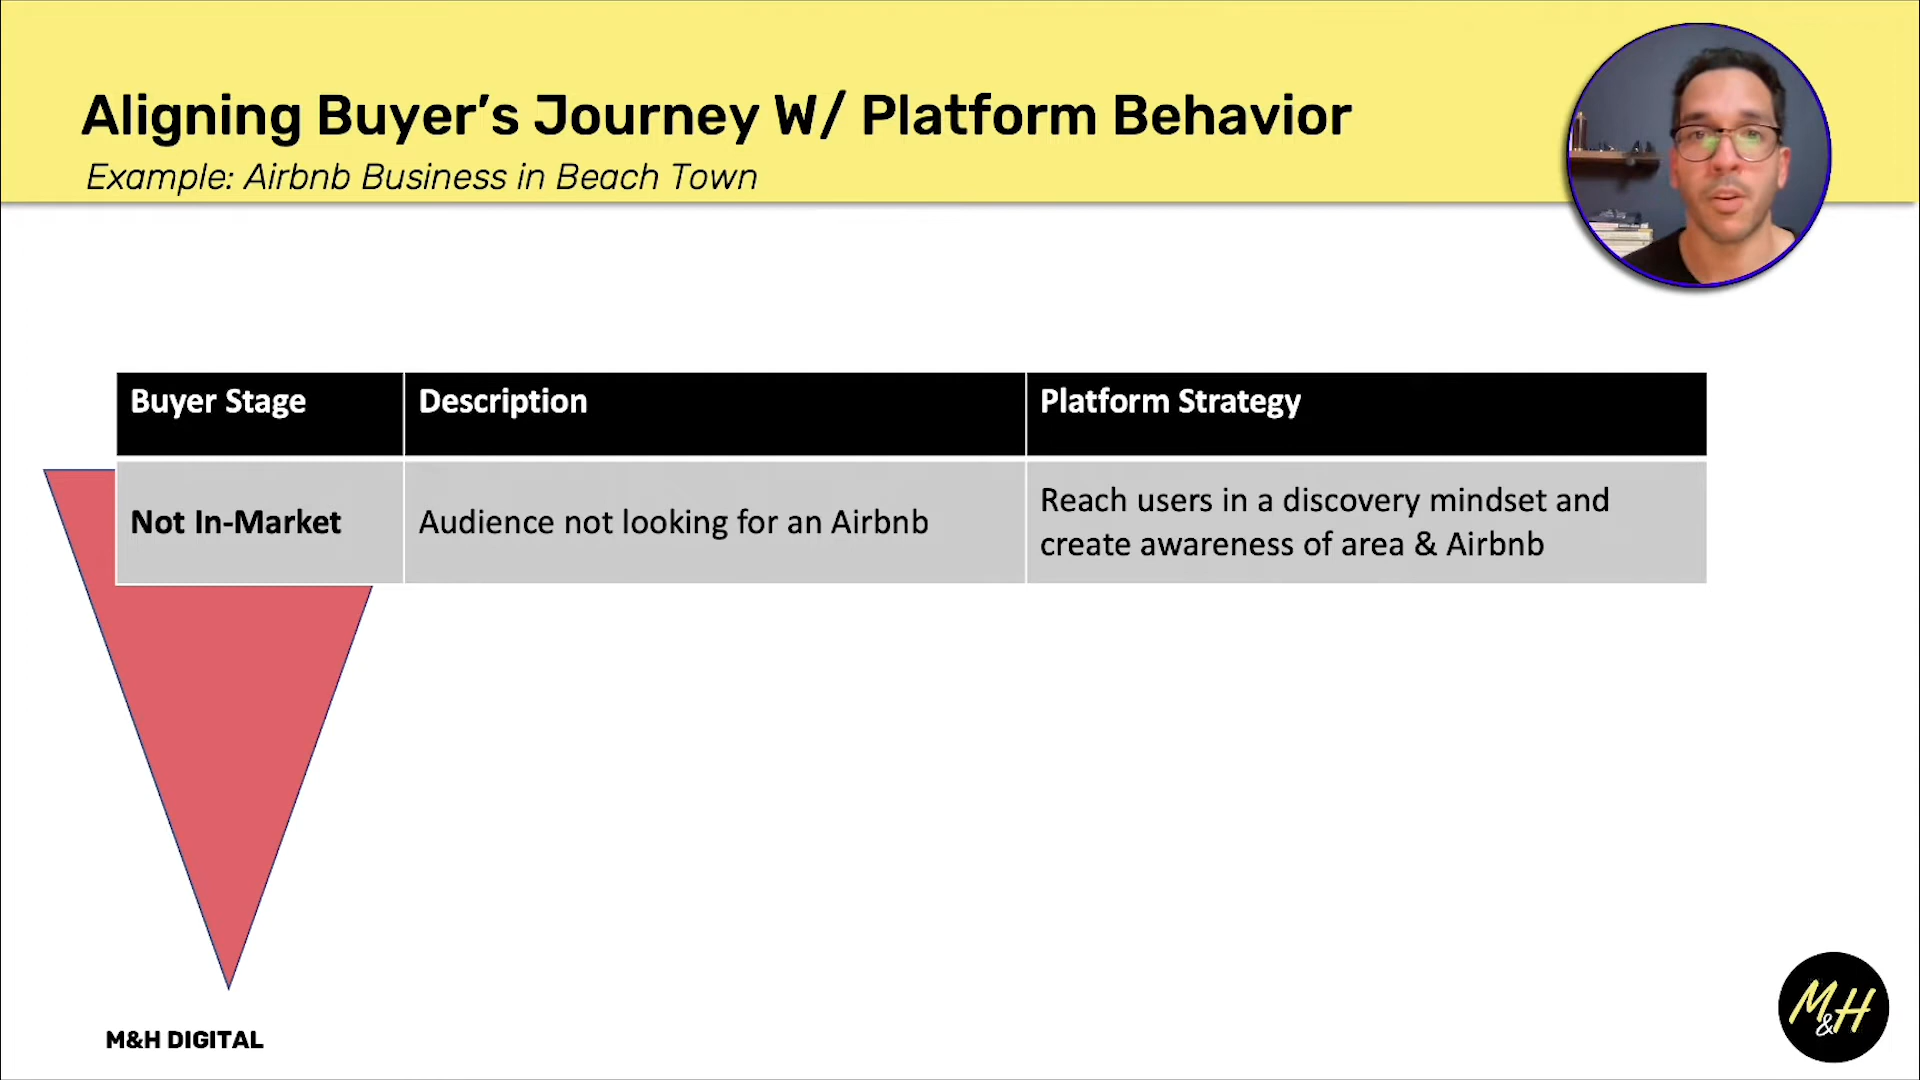 Aligning Buyer's Journey W/ Platform Behavior
Example: Airbnb Business in Beach Town
Buyer Stage
Description
Platform Strategy
Not In-Market
Audience not looking for an Airbnb
Reach users in a discovery mindset and
create awareness of area & Airbnb
M&H DIGITAL
M&H